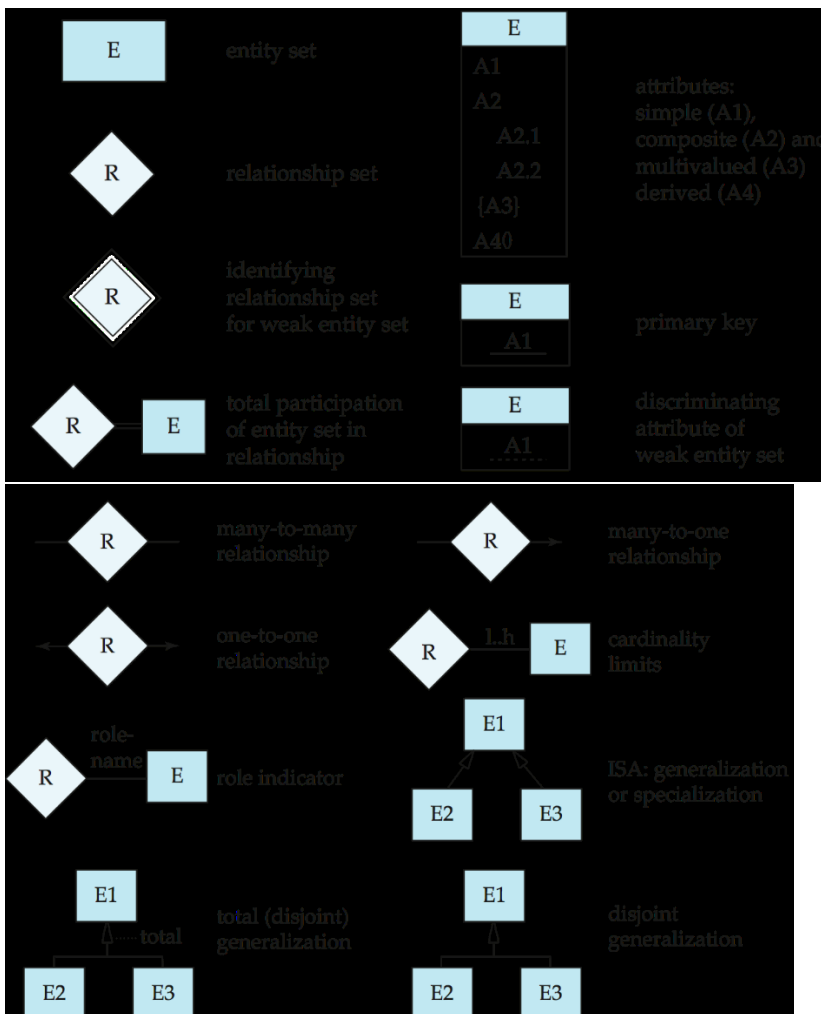 E
entity set
R
relationship set
R
identifying
relationship set
for weak entity set
R
E
total participation
of entity set in
relationship
E
A1
A2
A2.1
A2.2
{A3}
A40
attributes:
simple (A1),
composite (A2) and
multivalued (A3)
derived (A4)
E
A1
primary key
E
A1
discriminating
attribute of
weak entity set
R
many-to-many
relationship
R
many-to-one
relationship
R
one-to-one
relationship
R
l..h
E
cardinality
limits
role-
name
R
E
role indicator
E1
E2
E3
ISA: generalization
or specialization
E1
total
E2
E3
total (disjoint)
generalization
E1
E2
E3
disjoint
generalization